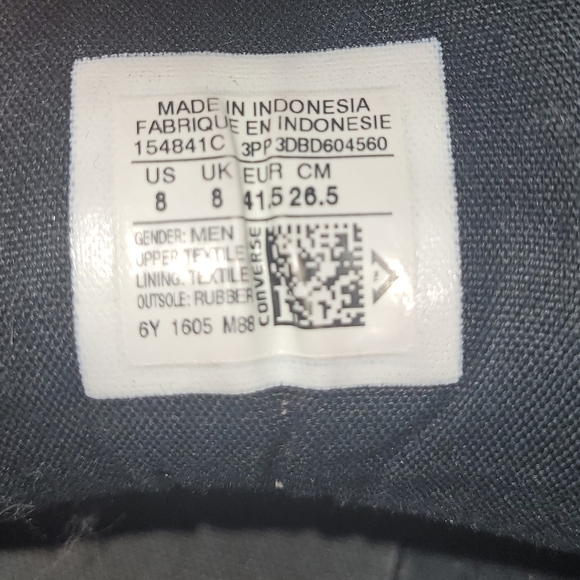 MADE IN INDONESIA
FABRIQUE EN INDONESIE
154841C 3PP 3DBD604560
US UK EUR CM
8 8 41,5 26.5
GENDER: MEN
UPPER: TEXTILE
LINING: TEXTILE
OUTSOLE: RUBBER
CONVERSE
6Y 1605 M88